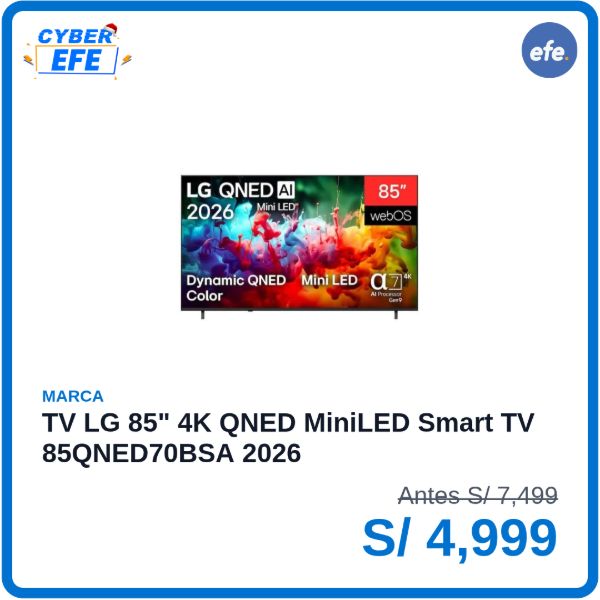 CYBER
EFE
efe.
LG QNED AI
2026 Mini LED
85"
webOS
Dynamic QNED
Color
Mini LED
α7 4K
AI Processor
Gen9
MARCA
TV LG 85" 4K QNED MiniLED Smart TV
85QNED70BSA 2026
Antes S/ 7,499
S/ 4,999